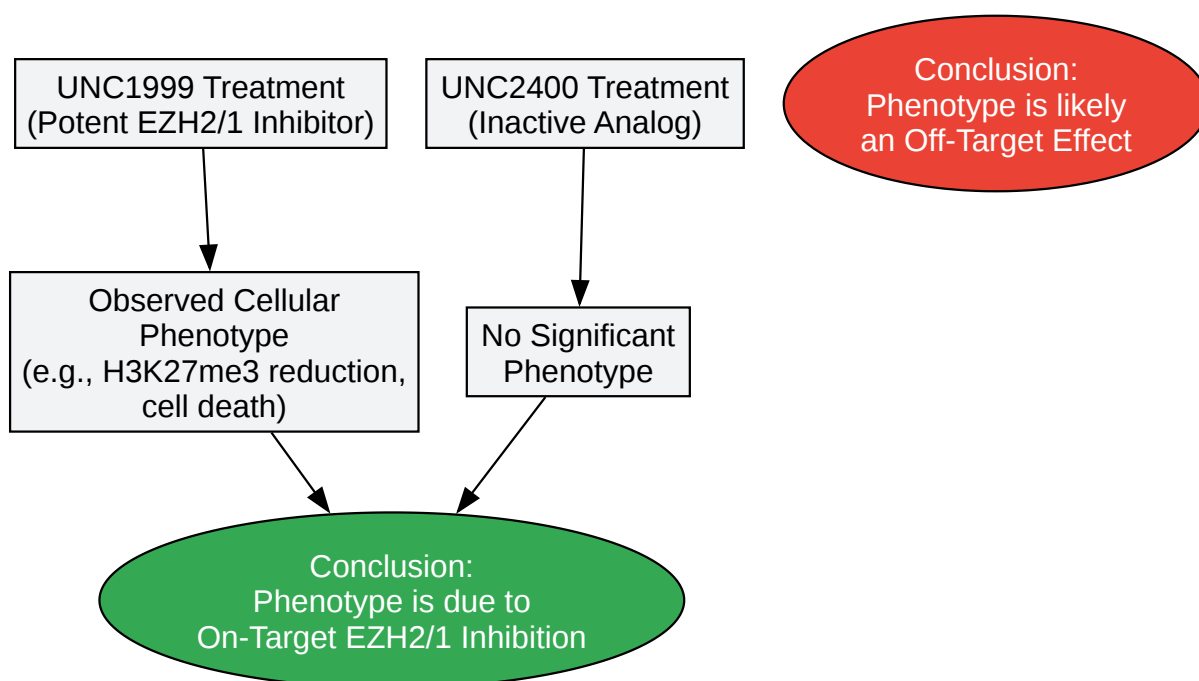 UNC1999 Treatment
(Potent EZH2/1 Inhibitor)
UNC2400 Treatment
(Inactive Analog)
Conclusion:
Phenotype is likely
an Off-Target Effect
Observed Cellular
Phenotype
(e.g., H3K27me3 reduction,
cell death)
No Significant
Phenotype
Conclusion:
Phenotype is due to
On-Target EZH2/1 Inhibition